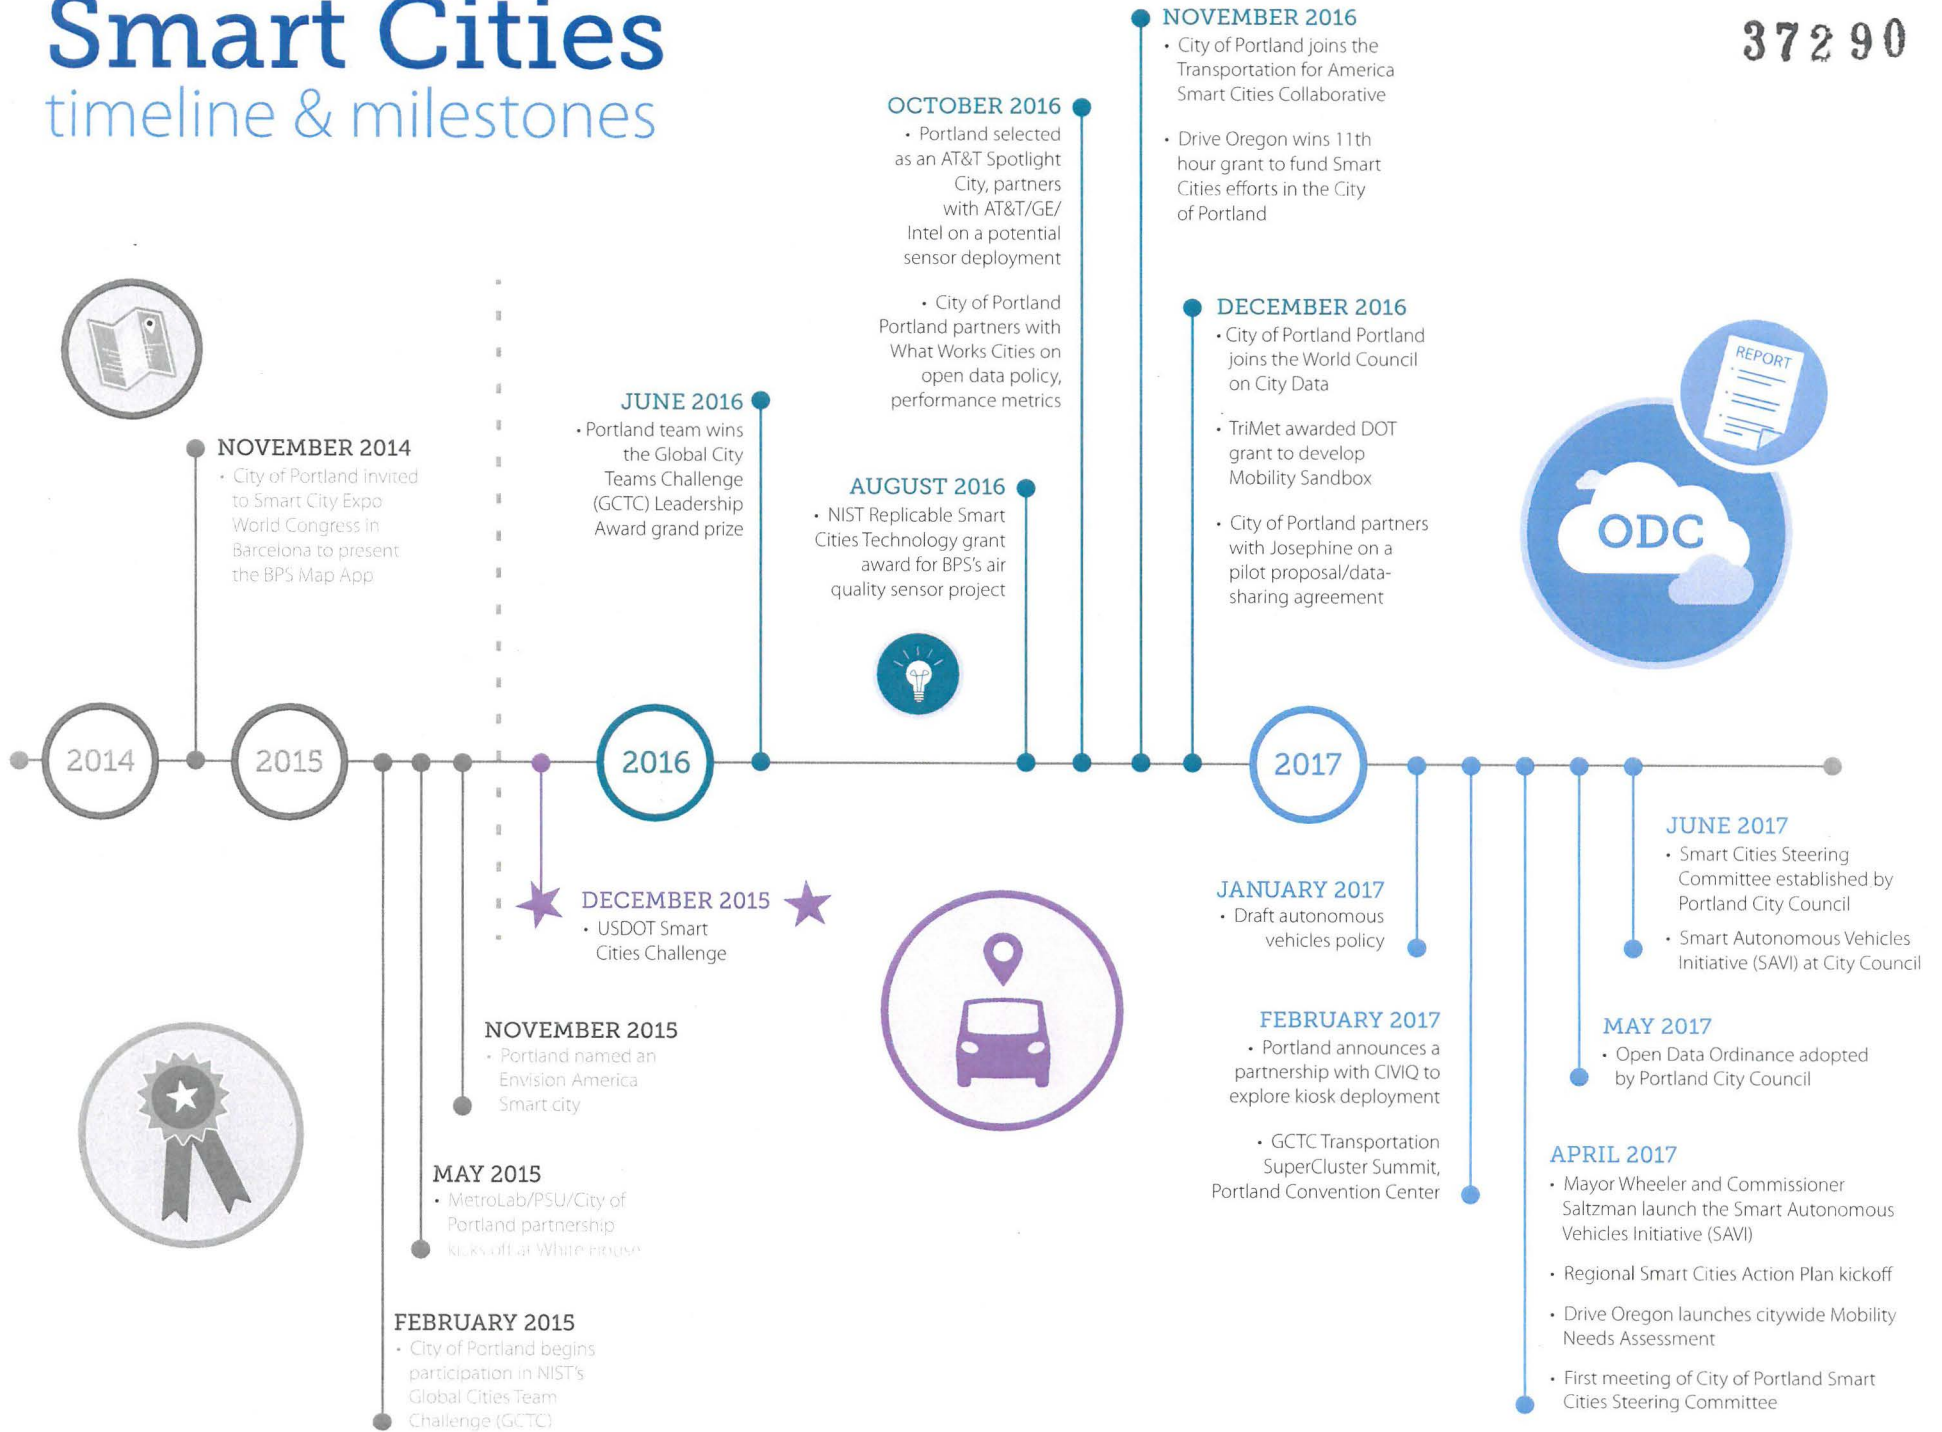 Smart Cities
timeline & milestones
37290
NOVEMBER 2014
• City of Portland invited
to Smart City Expo
World Congress in
Barcelona to present
the BPS Map App
JUNE 2016
• Portland team wins
the Global City
Teams Challenge
(GCTC) Leadership
Award grand prize
AUGUST 2016
• NIST Replicable Smart
Cities Technology grant
award for BPS's air
quality sensor project
OCTOBER 2016
• Portland selected
as an AT&T Spotlight
City, partners
with AT&T/GE/
Intel on a potential
sensor deployment
• City of Portland
Portland partners with
What Works Cities on
open data policy,
performance metrics
NOVEMBER 2016
• City of Portland joins the
Transportation for America
Smart Cities Collaborative
• Drive Oregon wins 11th
hour grant to fund Smart
Cities efforts in the City
of Portland
DECEMBER 2016
• City of Portland Portland
joins the World Council
on City Data
• TriMet awarded DOT
grant to develop
Mobility Sandbox
• City of Portland partners
with Josephine on a
pilot proposal/data-
sharing agreement
REPORT
ODC
2014
2015
2016
2017
DECEMBER 2015
• USDOT Smart
Cities Challenge
NOVEMBER 2015
• Portland named an
Envision America
Smart city
MAY 2015
• MetroLab/PSU/City of
Portland partnership
kicks off at White House
FEBRUARY 2015
• City of Portland begins
participation in NIST's
Global Cities Team
Challenge (GCTC)
JANUARY 2017
• Draft autonomous
vehicles policy
FEBRUARY 2017
• Portland announces a
partnership with CIVIQ to
explore kiosk deployment
• GCTC Transportation
SuperCluster Summit,
Portland Convention Center
JUNE 2017
• Smart Cities Steering
Committee established by
Portland City Council
• Smart Autonomous Vehicles
Initiative (SAVI) at City Council
MAY 2017
• Open Data Ordinance adopted
by Portland City Council
APRIL 2017
• Mayor Wheeler and Commissioner
Saltzman launch the Smart Autonomous
Vehicles Initiative (SAVI)
• Regional Smart Cities Action Plan kickoff
• Drive Oregon launches citywide Mobility
Needs Assessment
• First meeting of City of Portland Smart
Cities Steering Committee